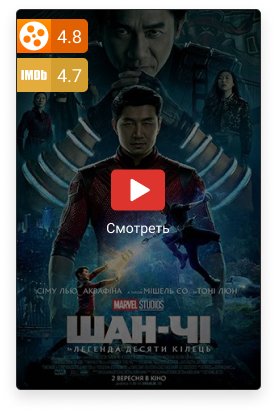 4.8
IMDb 4.7
Смотреть
СІМУ ЛЬЮ, АКВАФІНА МІШЕЛЬ ЄО ТОНІ ЛЮН
MARVEL STUDIOS
ШАН-ЧІ
ТА ЛЕГЕНДА ДЕСЯТИ КІЛЕЦЬ
2 ВЕРЕСНЯ В КІНО